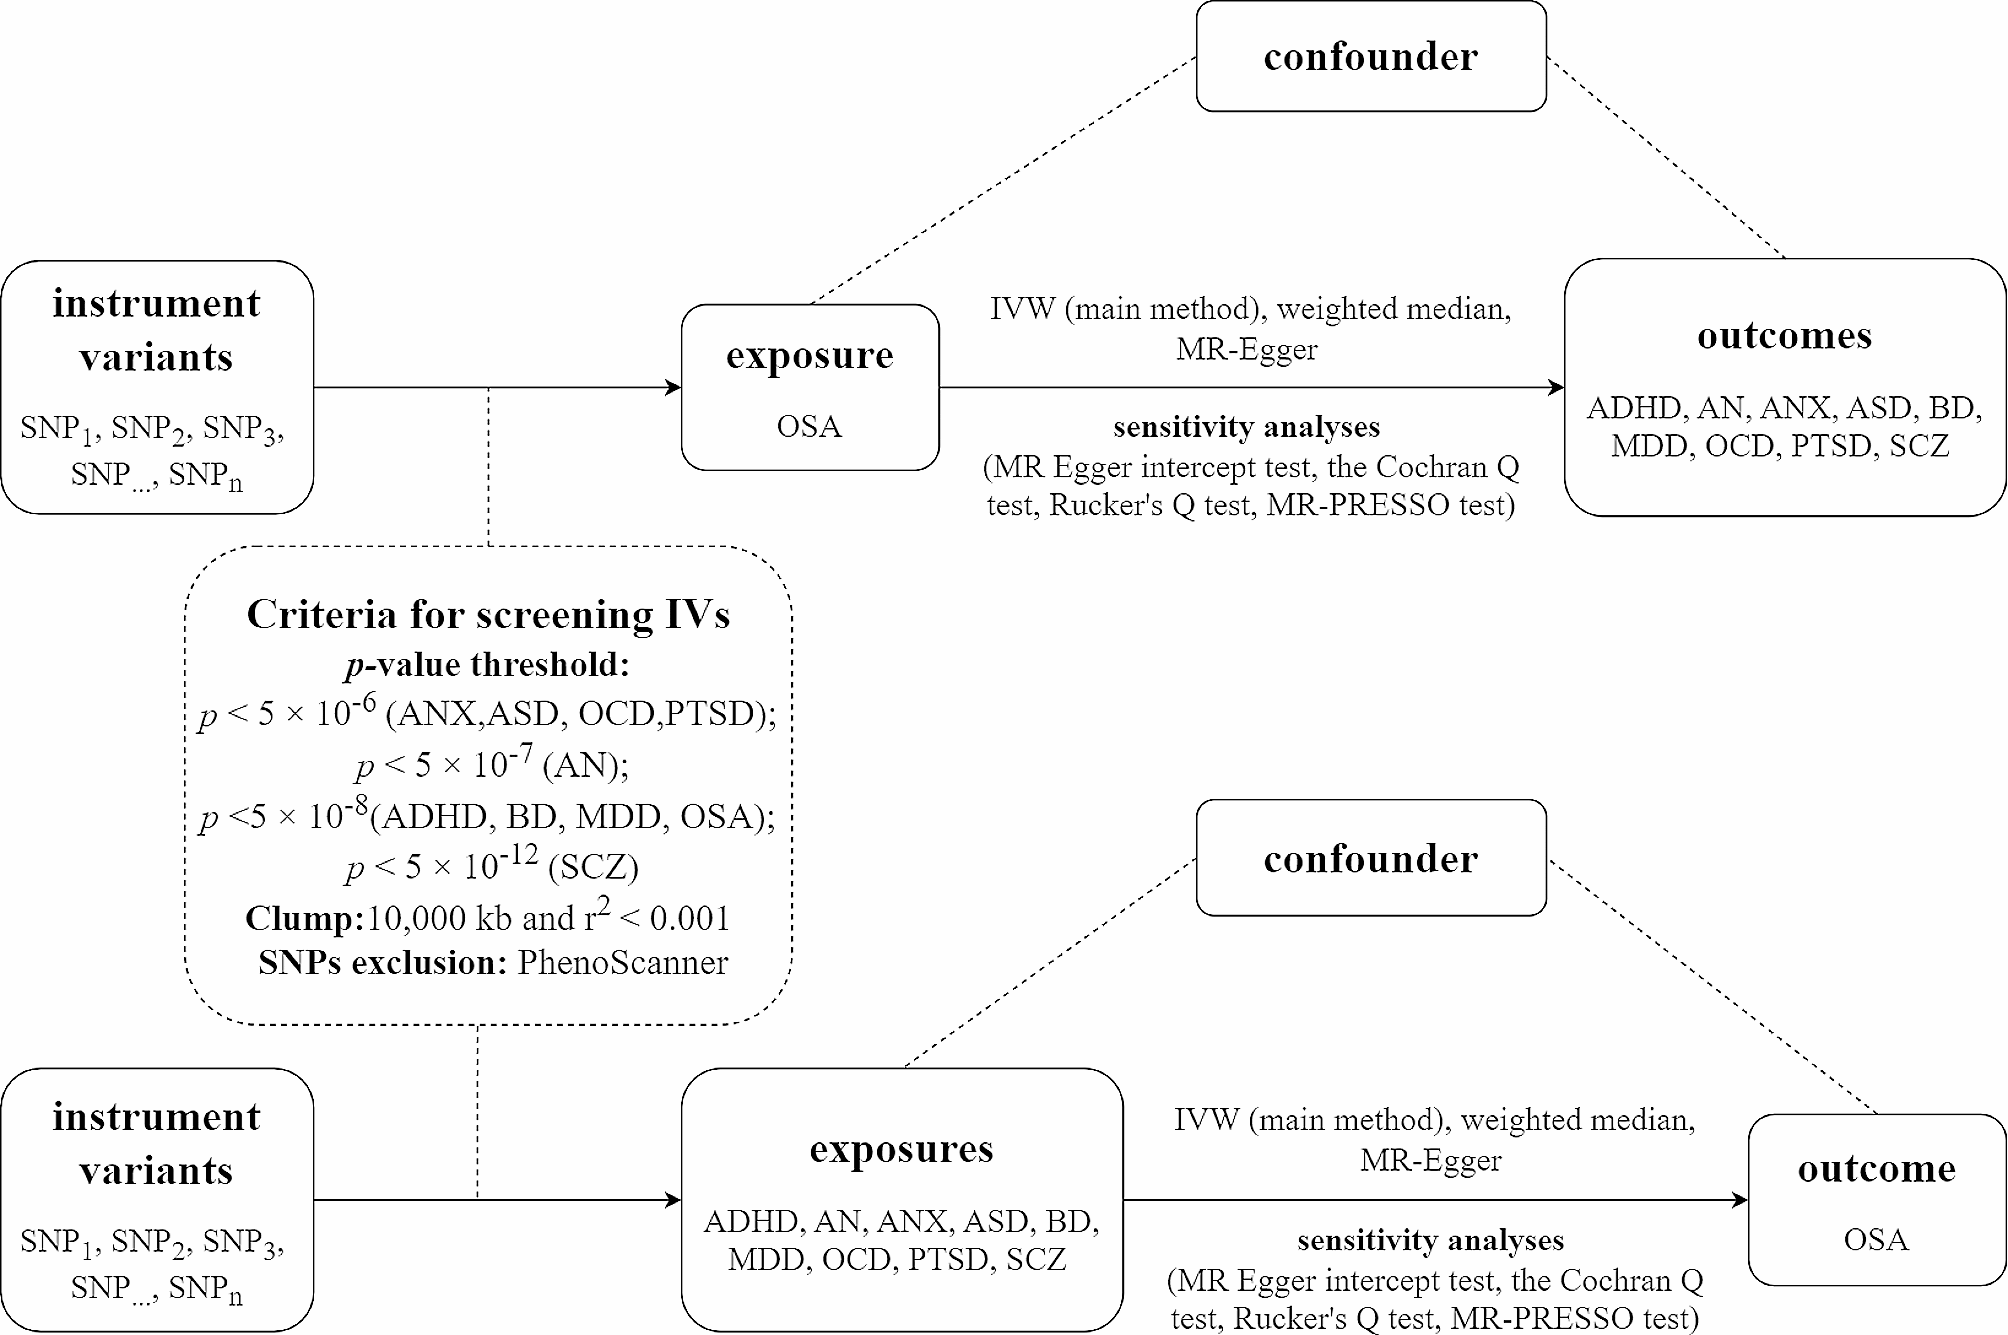 confounder
instrument
variants
SNP₁, SNP₂, SNP₃,
SNP..., SNPₙ
exposure
OSA
IVW (main method), weighted median,
MR-Egger
sensitivity analyses
(MR Egger intercept test, the Cochran Q
test, Rucker's Q test, MR-PRESSO test)
outcomes
ADHD, AN, ANX, ASD, BD,
MDD, OCD, PTSD, SCZ
Criteria for screening IVs
p-value threshold:
p < 5 × 10⁻⁶ (ANX,ASD, OCD,PTSD);
p < 5 × 10⁻⁷ (AN);
p <5 × 10⁻⁸(ADHD, BD, MDD, OSA);
p < 5 × 10⁻¹² (SCZ)
Clump:10,000 kb and r² < 0.001
SNPs exclusion: PhenoScanner
confounder
instrument
variants
SNP₁, SNP₂, SNP₃,
SNP..., SNPₙ
exposures
ADHD, AN, ANX, ASD, BD,
MDD, OCD, PTSD, SCZ
IVW (main method), weighted median,
MR-Egger
sensitivity analyses
(MR Egger intercept test, the Cochran Q
test, Rucker's Q test, MR-PRESSO test)
outcome
OSA